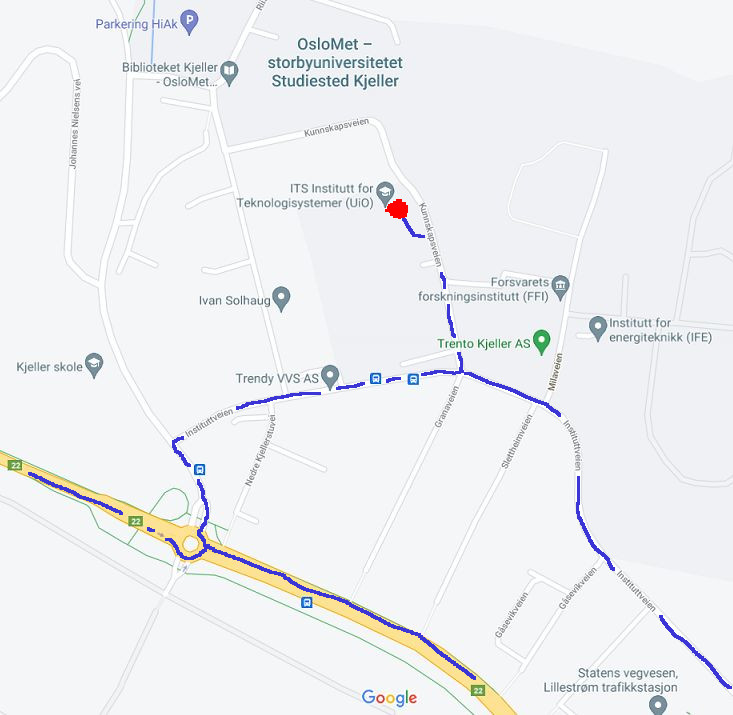 Parkering HiAk
P
OsloMet –
storbyuniversitetet
Studiested Kjeller
Biblioteket Kjeller
- OsloMet...
Johannes Nielsens vei
Kunnskapsveien
ITS Institutt for
Teknologisystemer (UiO)
Kunnskapsveien
Forsvarets
forskningsinstitutt (FFI)
Ivan Solhaug
Institutt for
energiteknikk (IFE)
Trento Kjeller AS
Kjeller skole
Trendy VVS AS
Milaveien
Granaveien
Instituttveien
Slettheimveien
Instituttveien
Nedre Kjellerstuvei
22
22
Instituttveien
Gåsevikveien
Gåsevikveien
Statens vegvesen,
Lillestrøm trafikkstasjon
22
Google